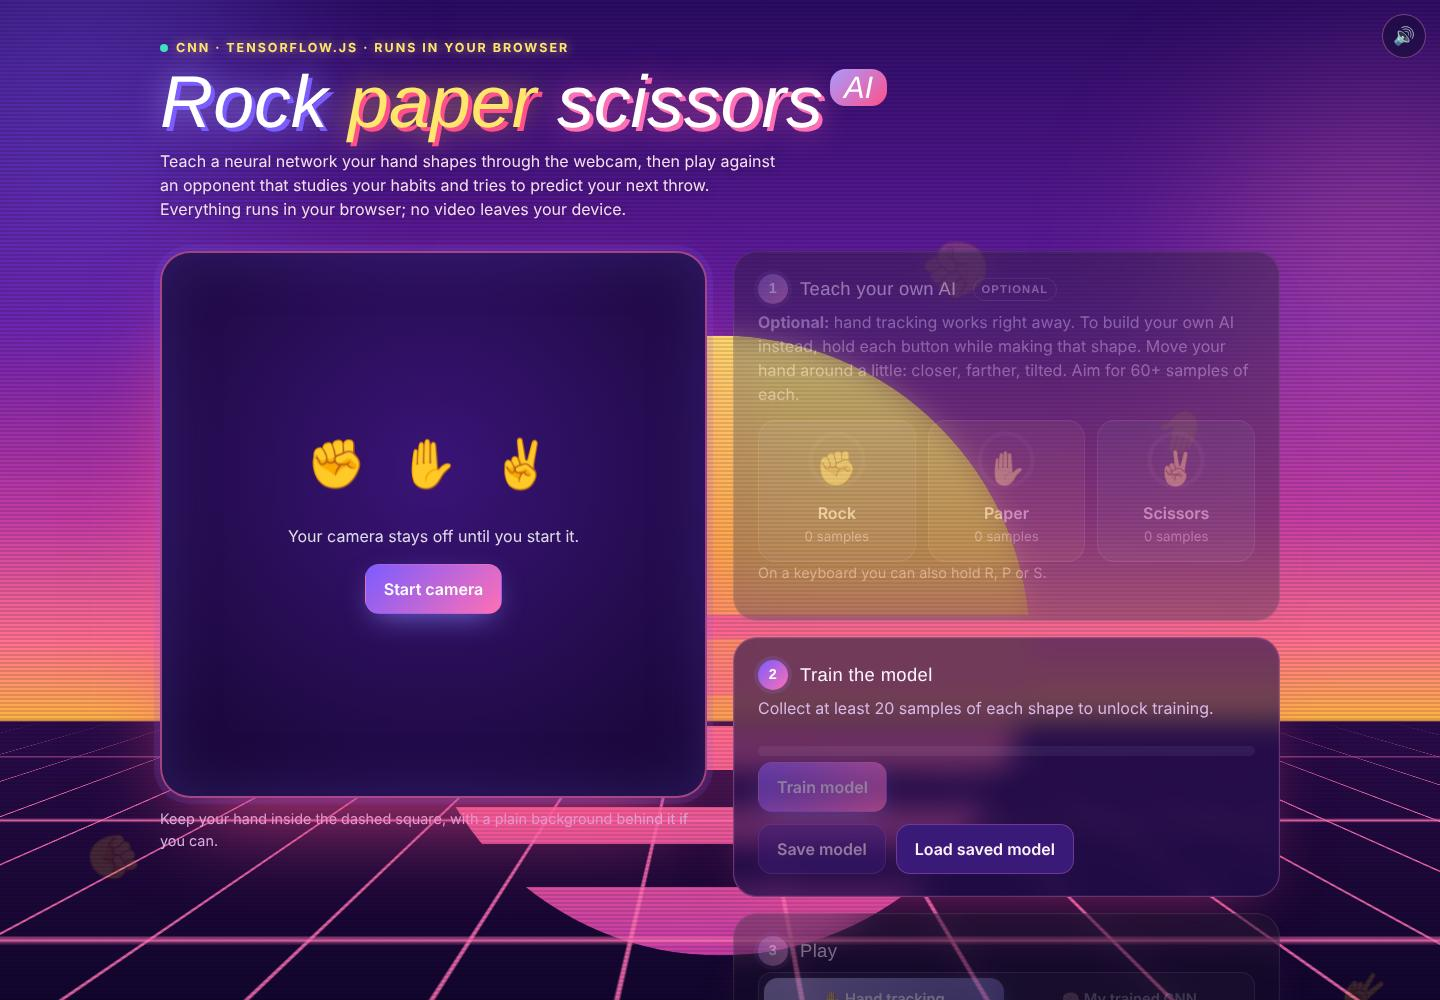 CNN · TENSORFLOW.JS · RUNS IN YOUR BROWSER
Rock paper scissors AI
Teach a neural network your hand shapes through the webcam, then play against
an opponent that studies your habits and tries to predict your next throw.
Everything runs in your browser; no video leaves your device.
Your camera stays off until you start it.
Start camera
Keep your hand inside the dashed square, with a plain background behind it if
you can.
1 Teach your own AI OPTIONAL
Optional: hand tracking works right away. To build your own AI
instead, hold each button while making that shape. Move your
hand around a little: closer, farther, tilted. Aim for 60+ samples of
each.
Rock Paper Scissors
0 samples 0 samples 0 samples
On a keyboard you can also hold R, P or S.
2 Train the model
Collect at least 20 samples of each shape to unlock training.
Train model
Save model Load saved model
3 Play
Hand tracking My trained CNN